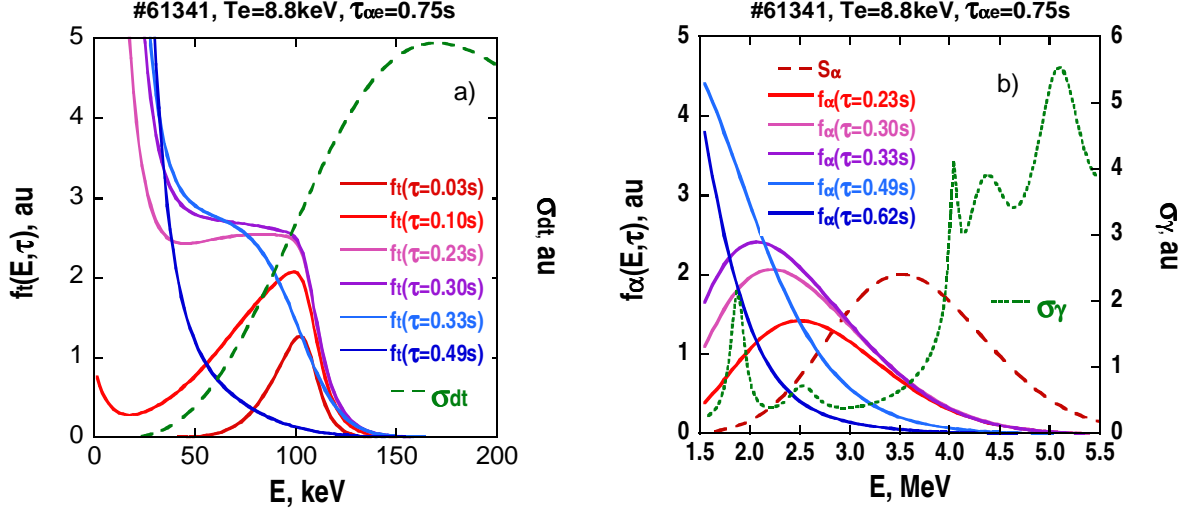 #61341, Te=8.8keV, ταe=0.75s
5
4
3
2
1
0
0
50
100
150
200
ft(E,τ), au
E, keV
σdt, au
a)
ft(τ=0.03s)
ft(τ=0.10s)
ft(τ=0.23s)
ft(τ=0.30s)
ft(τ=0.33s)
ft(τ=0.49s)
σdt
#61341, Te=8.8keV, ταe=0.75s
5
4
3
2
1
0
1.5
2.0
2.5
3.0
3.5
4.0
4.5
5.0
5.5
6
5
4
3
2
1
0
fα(E,τ), au
E, MeV
σγ, au
b)
Sα
fα(τ=0.23s)
fα(τ=0.30s)
fα(τ=0.33s)
fα(τ=0.49s)
fα(τ=0.62s)
σγ